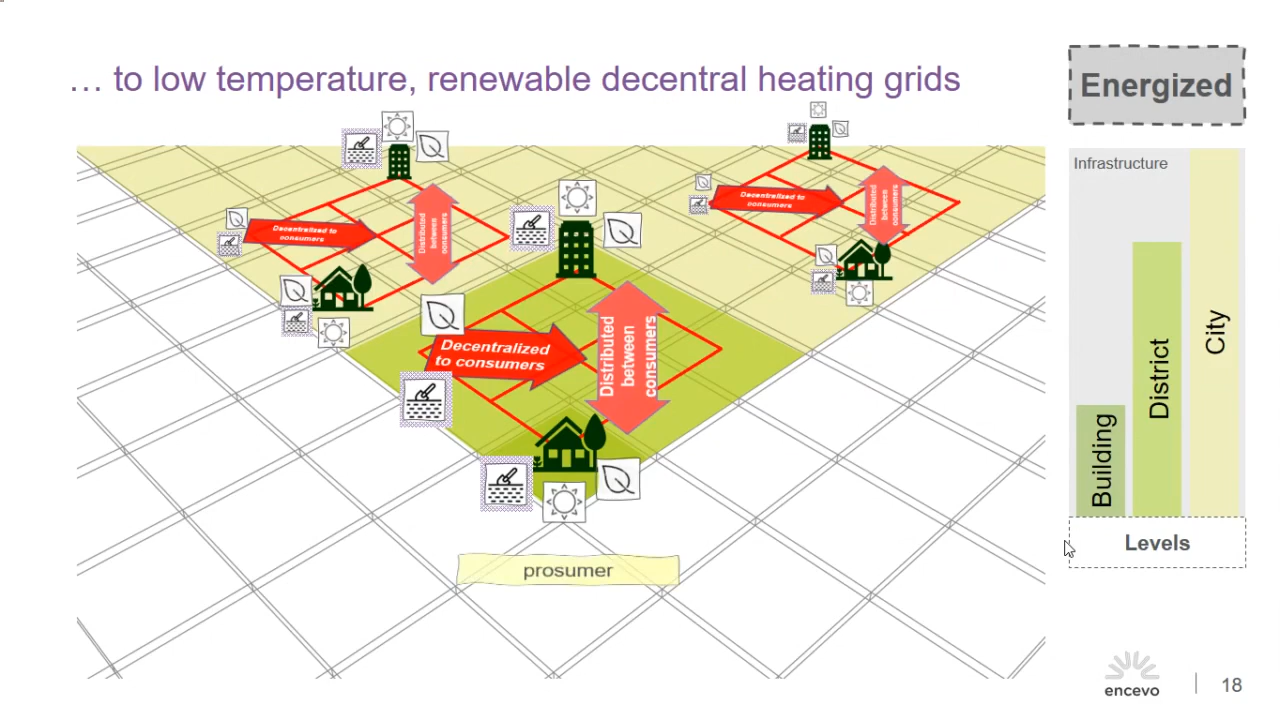 … to low temperature, renewable decentral heating grids
Energized
Infrastructure
Decentralized to
consumers
Distributed
between
consumers
Decentralized to
consumers
Distributed
between
consumers
Decentralized
to consumers
Distributed
between
consumers
Building
District
City
Levels
prosumer
encevo
18